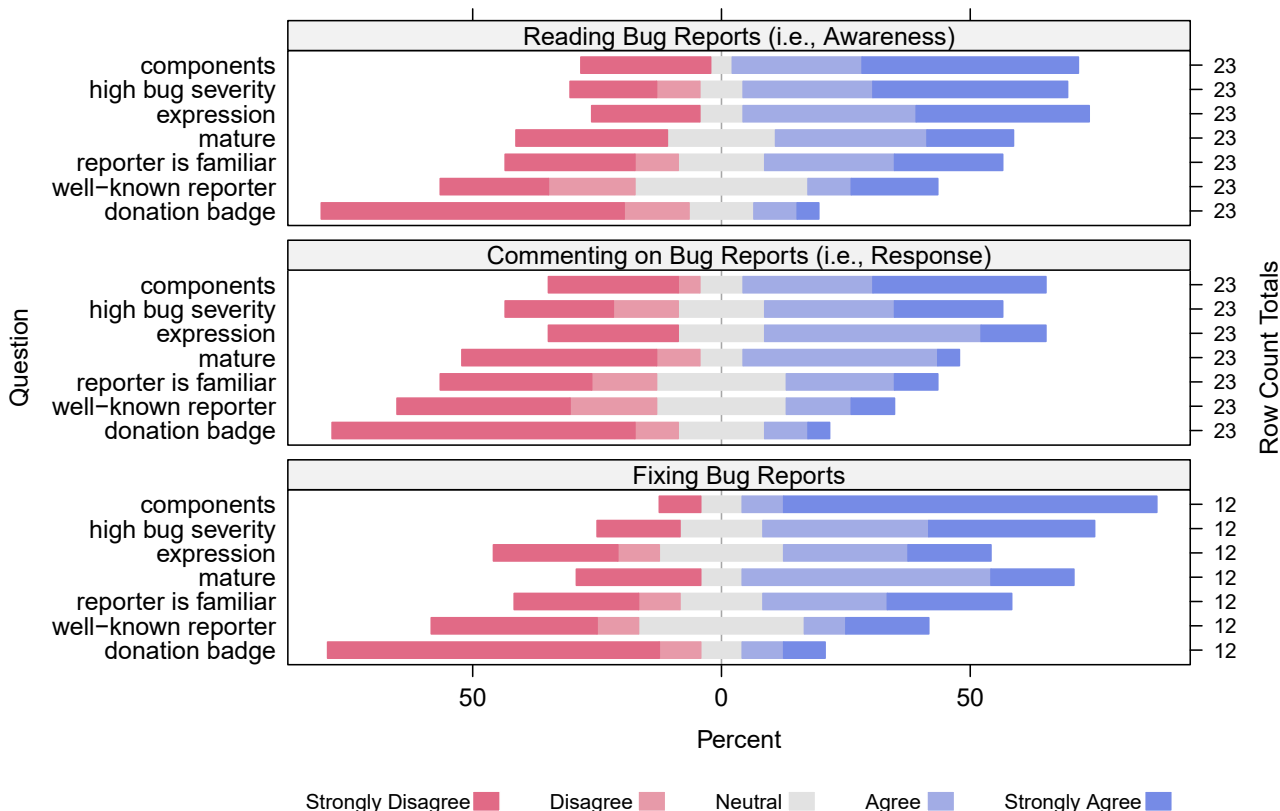 Reading Bug Reports (i.e., Awareness)
components 23
high bug severity 23
expression 23
mature 23
reporter is familiar 23
well−known reporter 23
donation badge 23
Commenting on Bug Reports (i.e., Response)
components 23
high bug severity 23
expression 23
mature 23
reporter is familiar 23
well−known reporter 23
donation badge 23
Fixing Bug Reports
components 12
high bug severity 12
expression 12
mature 12
reporter is familiar 12
well−known reporter 12
donation badge 12
Question
Row Count Totals
50 0 50
Percent
Strongly Disagree Disagree Neutral Agree Strongly Agree